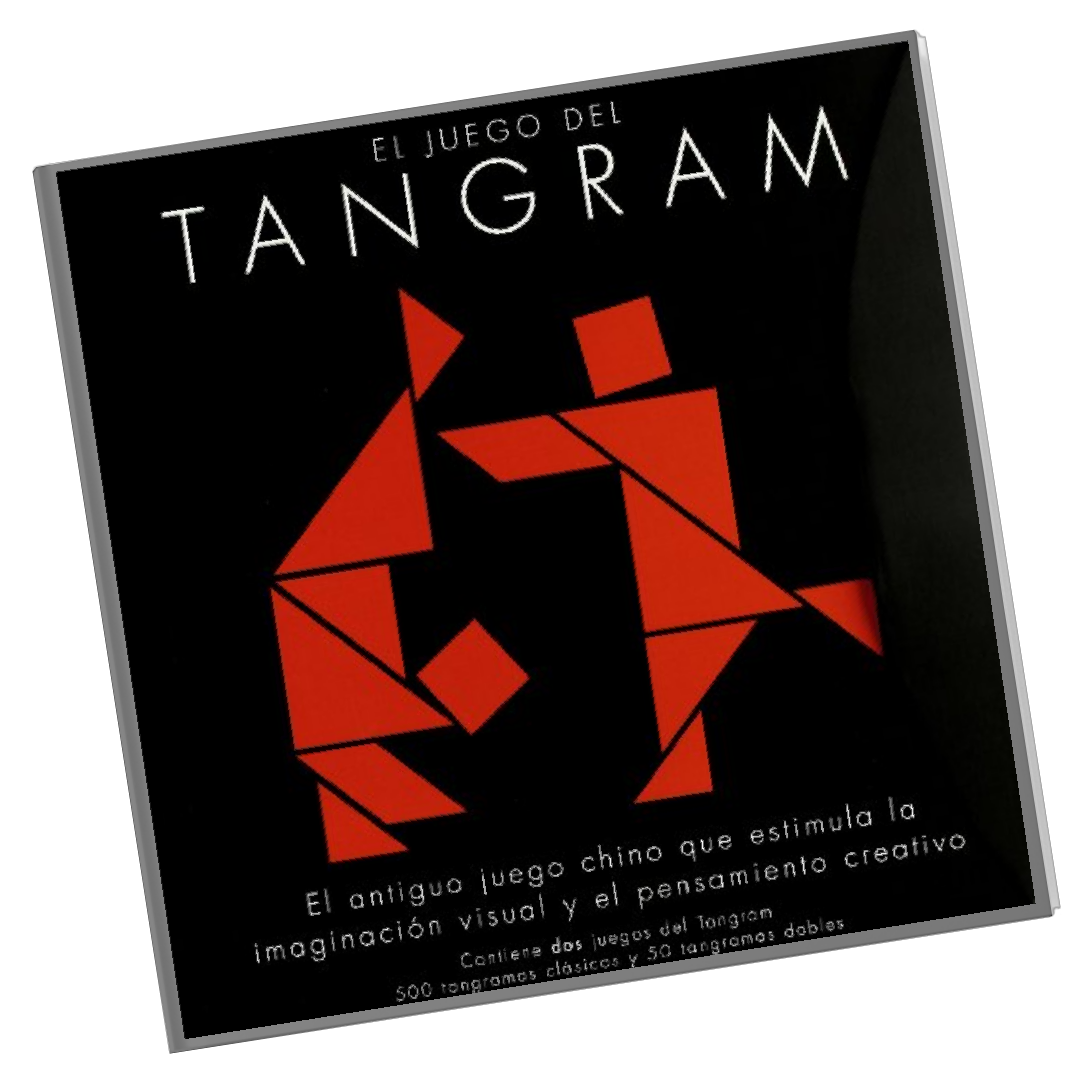 EL JUEGO DEL
TANGRAM
El antiguo juego chino que estimula la
imaginación visual y el pensamiento creativo
Contiene dos juegos del Tangram
500 tangramas clásicos y 50 tangramas dobles